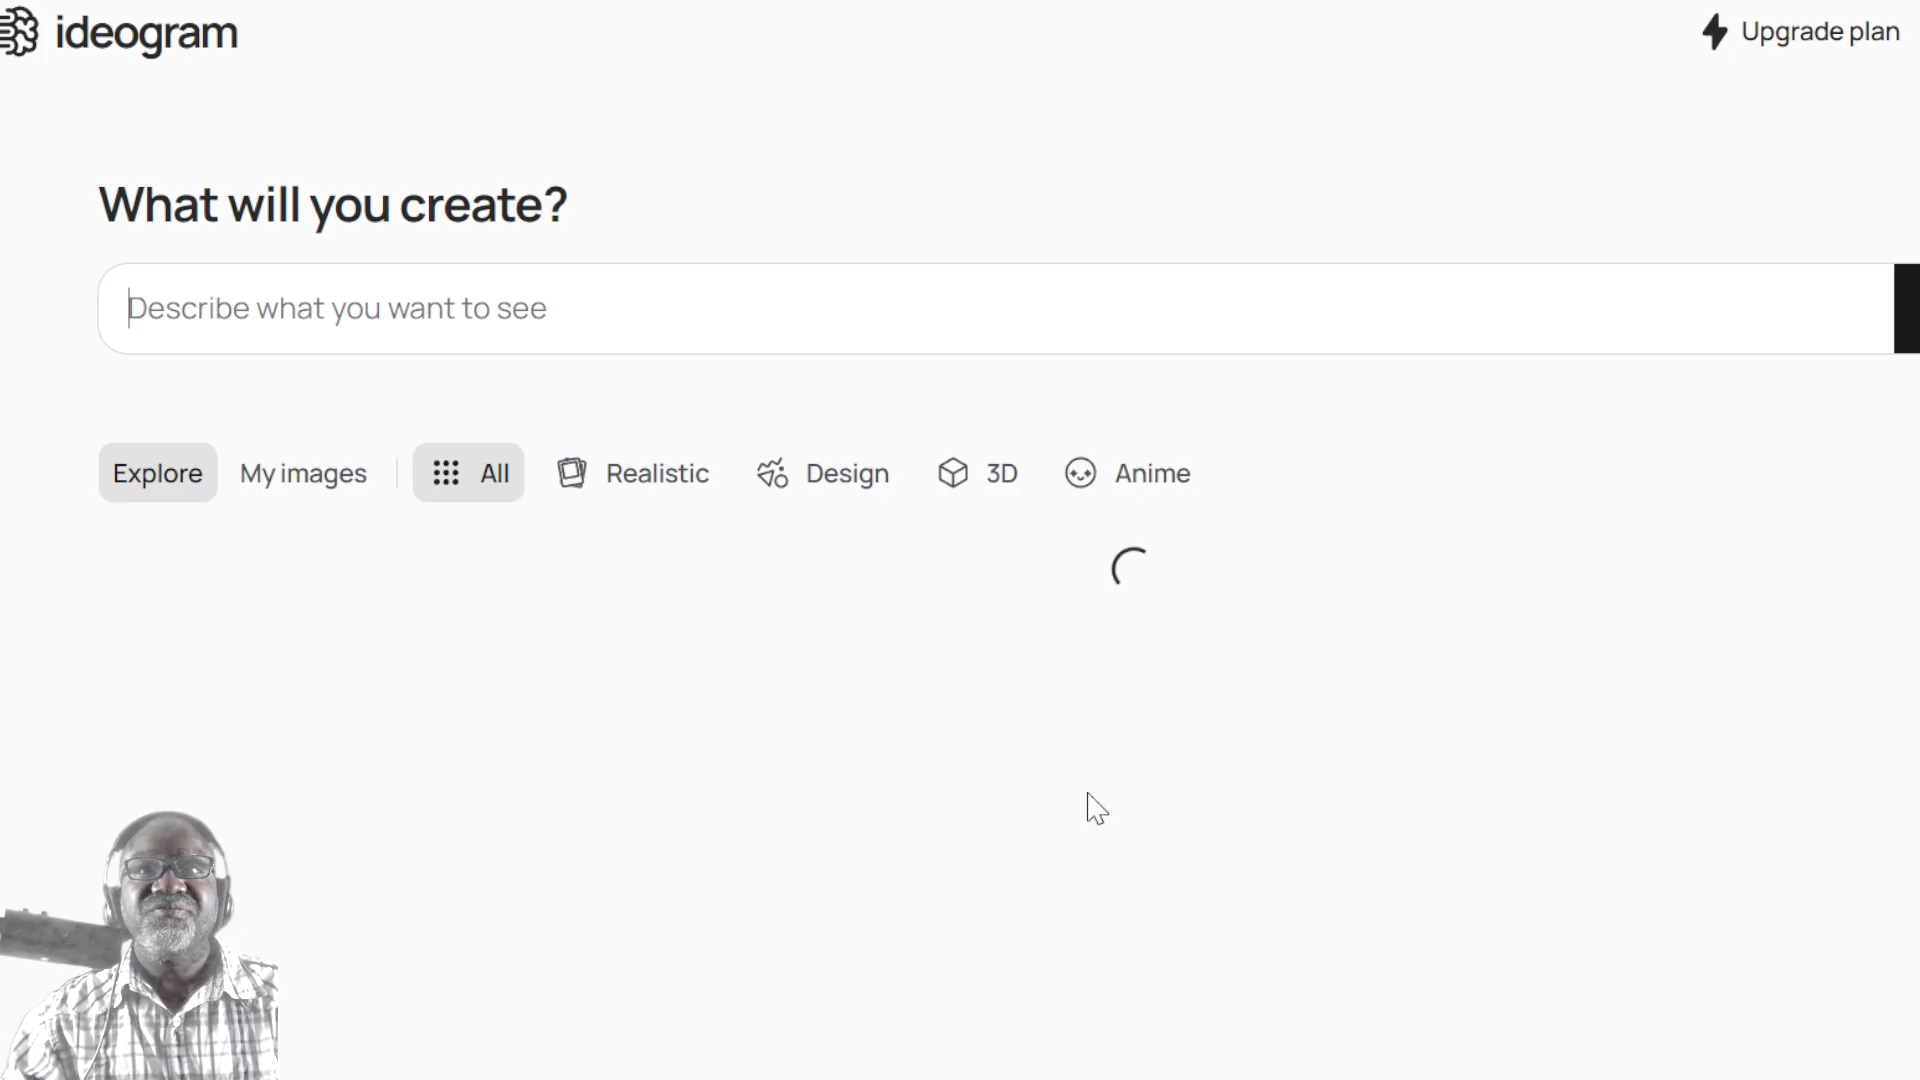 ideogram
Upgrade plan
What will you create?
Describe what you want to see
Explore My images All Realistic Design 3D Anime